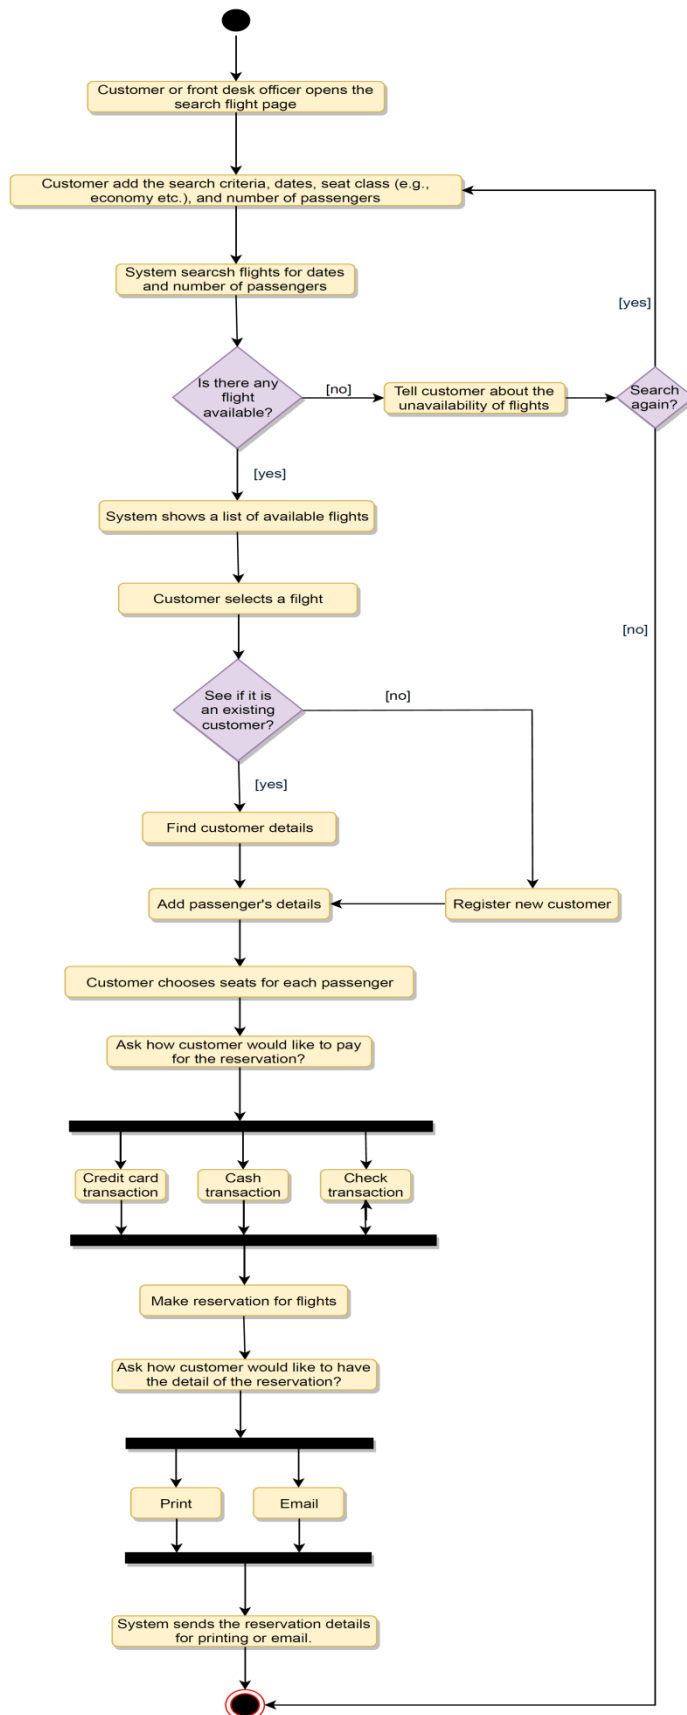 Customer or front desk officer opens the
search flight page
Customer add the search criteria, dates, seat class (e.g.,
economy etc.), and number of passengers
System searcsh flights for dates
and number of passengers
[yes]
Is there any
flight
available?
[no]
Tell customer about the
unavailability of flights
Search
again?
[yes]
System shows a list of available flights
Customer selects a filght
[no]
See if it is
an existing
customer?
[no]
[yes]
Find customer details
Add passenger's details
Register new customer
Customer chooses seats for each passenger
Ask how customer would like to pay
for the reservation?
Credit card
transaction
Cash
transaction
Check
transaction
Make reservation for flights
Ask how customer would like to have
the detail of the reservation?
Print
Email
System sends the reservation details
for printing or email.